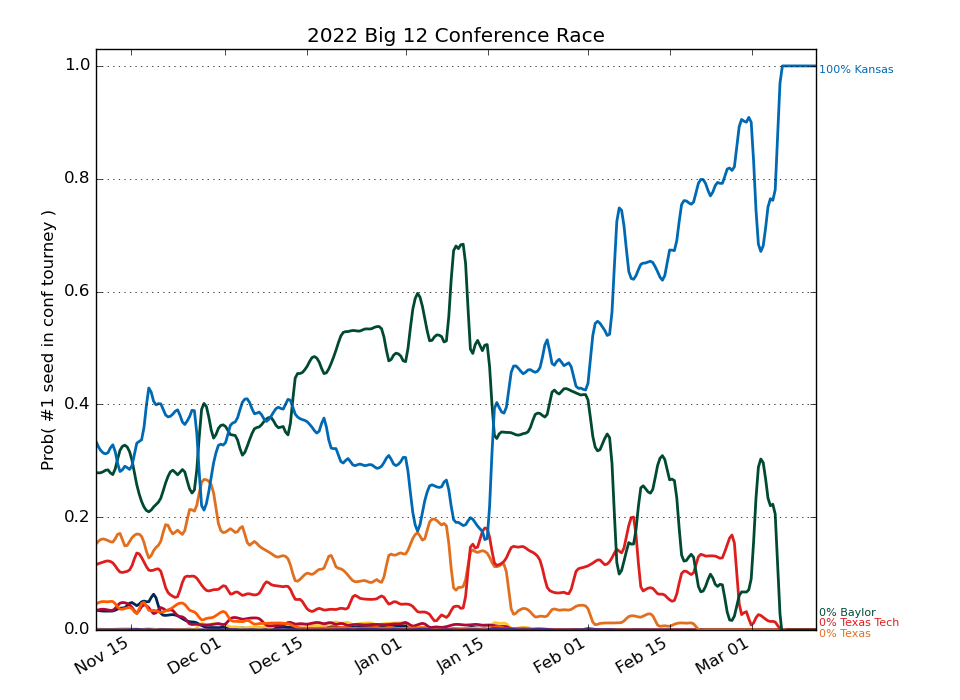 2022 Big 12 Conference Race
Prob( #1 seed in conf tourney )
1.0
0.8
0.6
0.4
0.2
0.0
100% Kansas
0% Baylor
0% Texas Tech
0% Texas
Nov 15
Dec 01
Dec 15
Jan 01
Jan 15
Feb 01
Feb 15
Mar 01